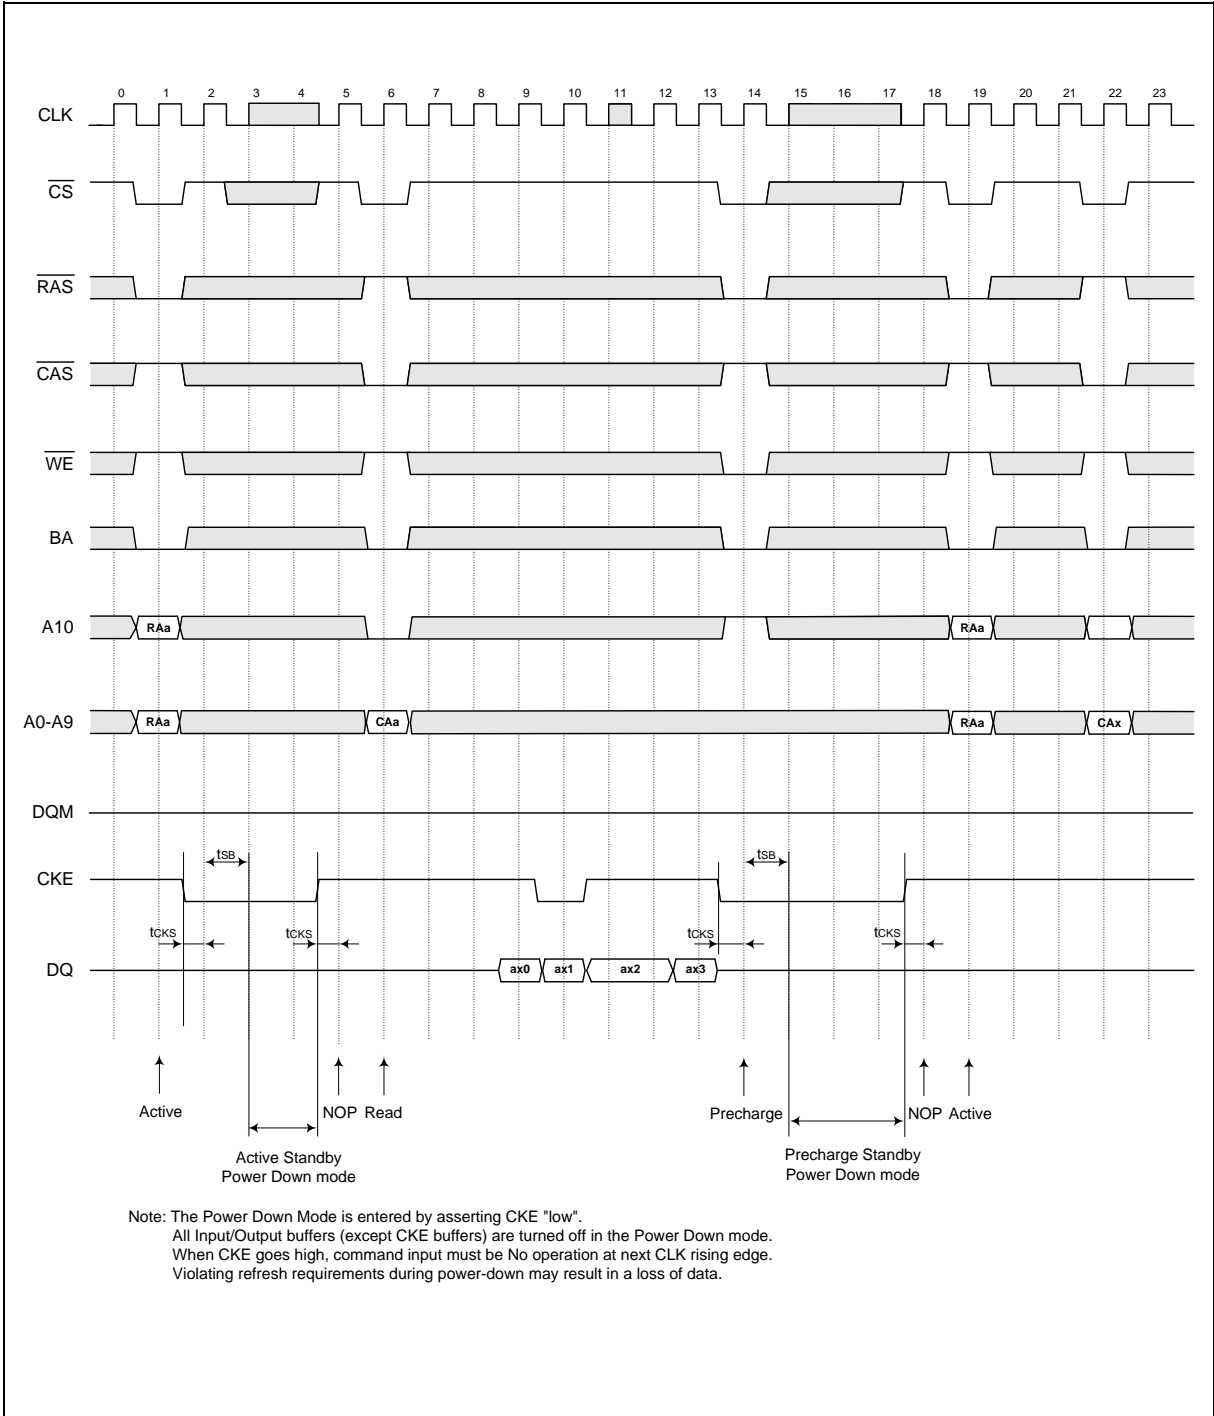 0 1 2 3 4 5 6 7 8 9 10 11 12 13 14 15 16 17 18 19 20 21 22 23
CLK
CS
RAS
CAS
WE
BA
A10 RAa RAa
A0-A9 RAa CAa RAa CAx
DQM
tSB tSB
CKE
tCKS tCKS tCKS tCKS
DQ ax0 ax1 ax2 ax3
Active NOP Read Precharge NOP Active
Active Standby
Power Down mode
Precharge Standby
Power Down mode
Note: The Power Down Mode is entered by asserting CKE "low".
All Input/Output buffers (except CKE buffers) are turned off in the Power Down mode.
When CKE goes high, command input must be No operation at next CLK rising edge.
Violating refresh requirements during power-down may result in a loss of data.